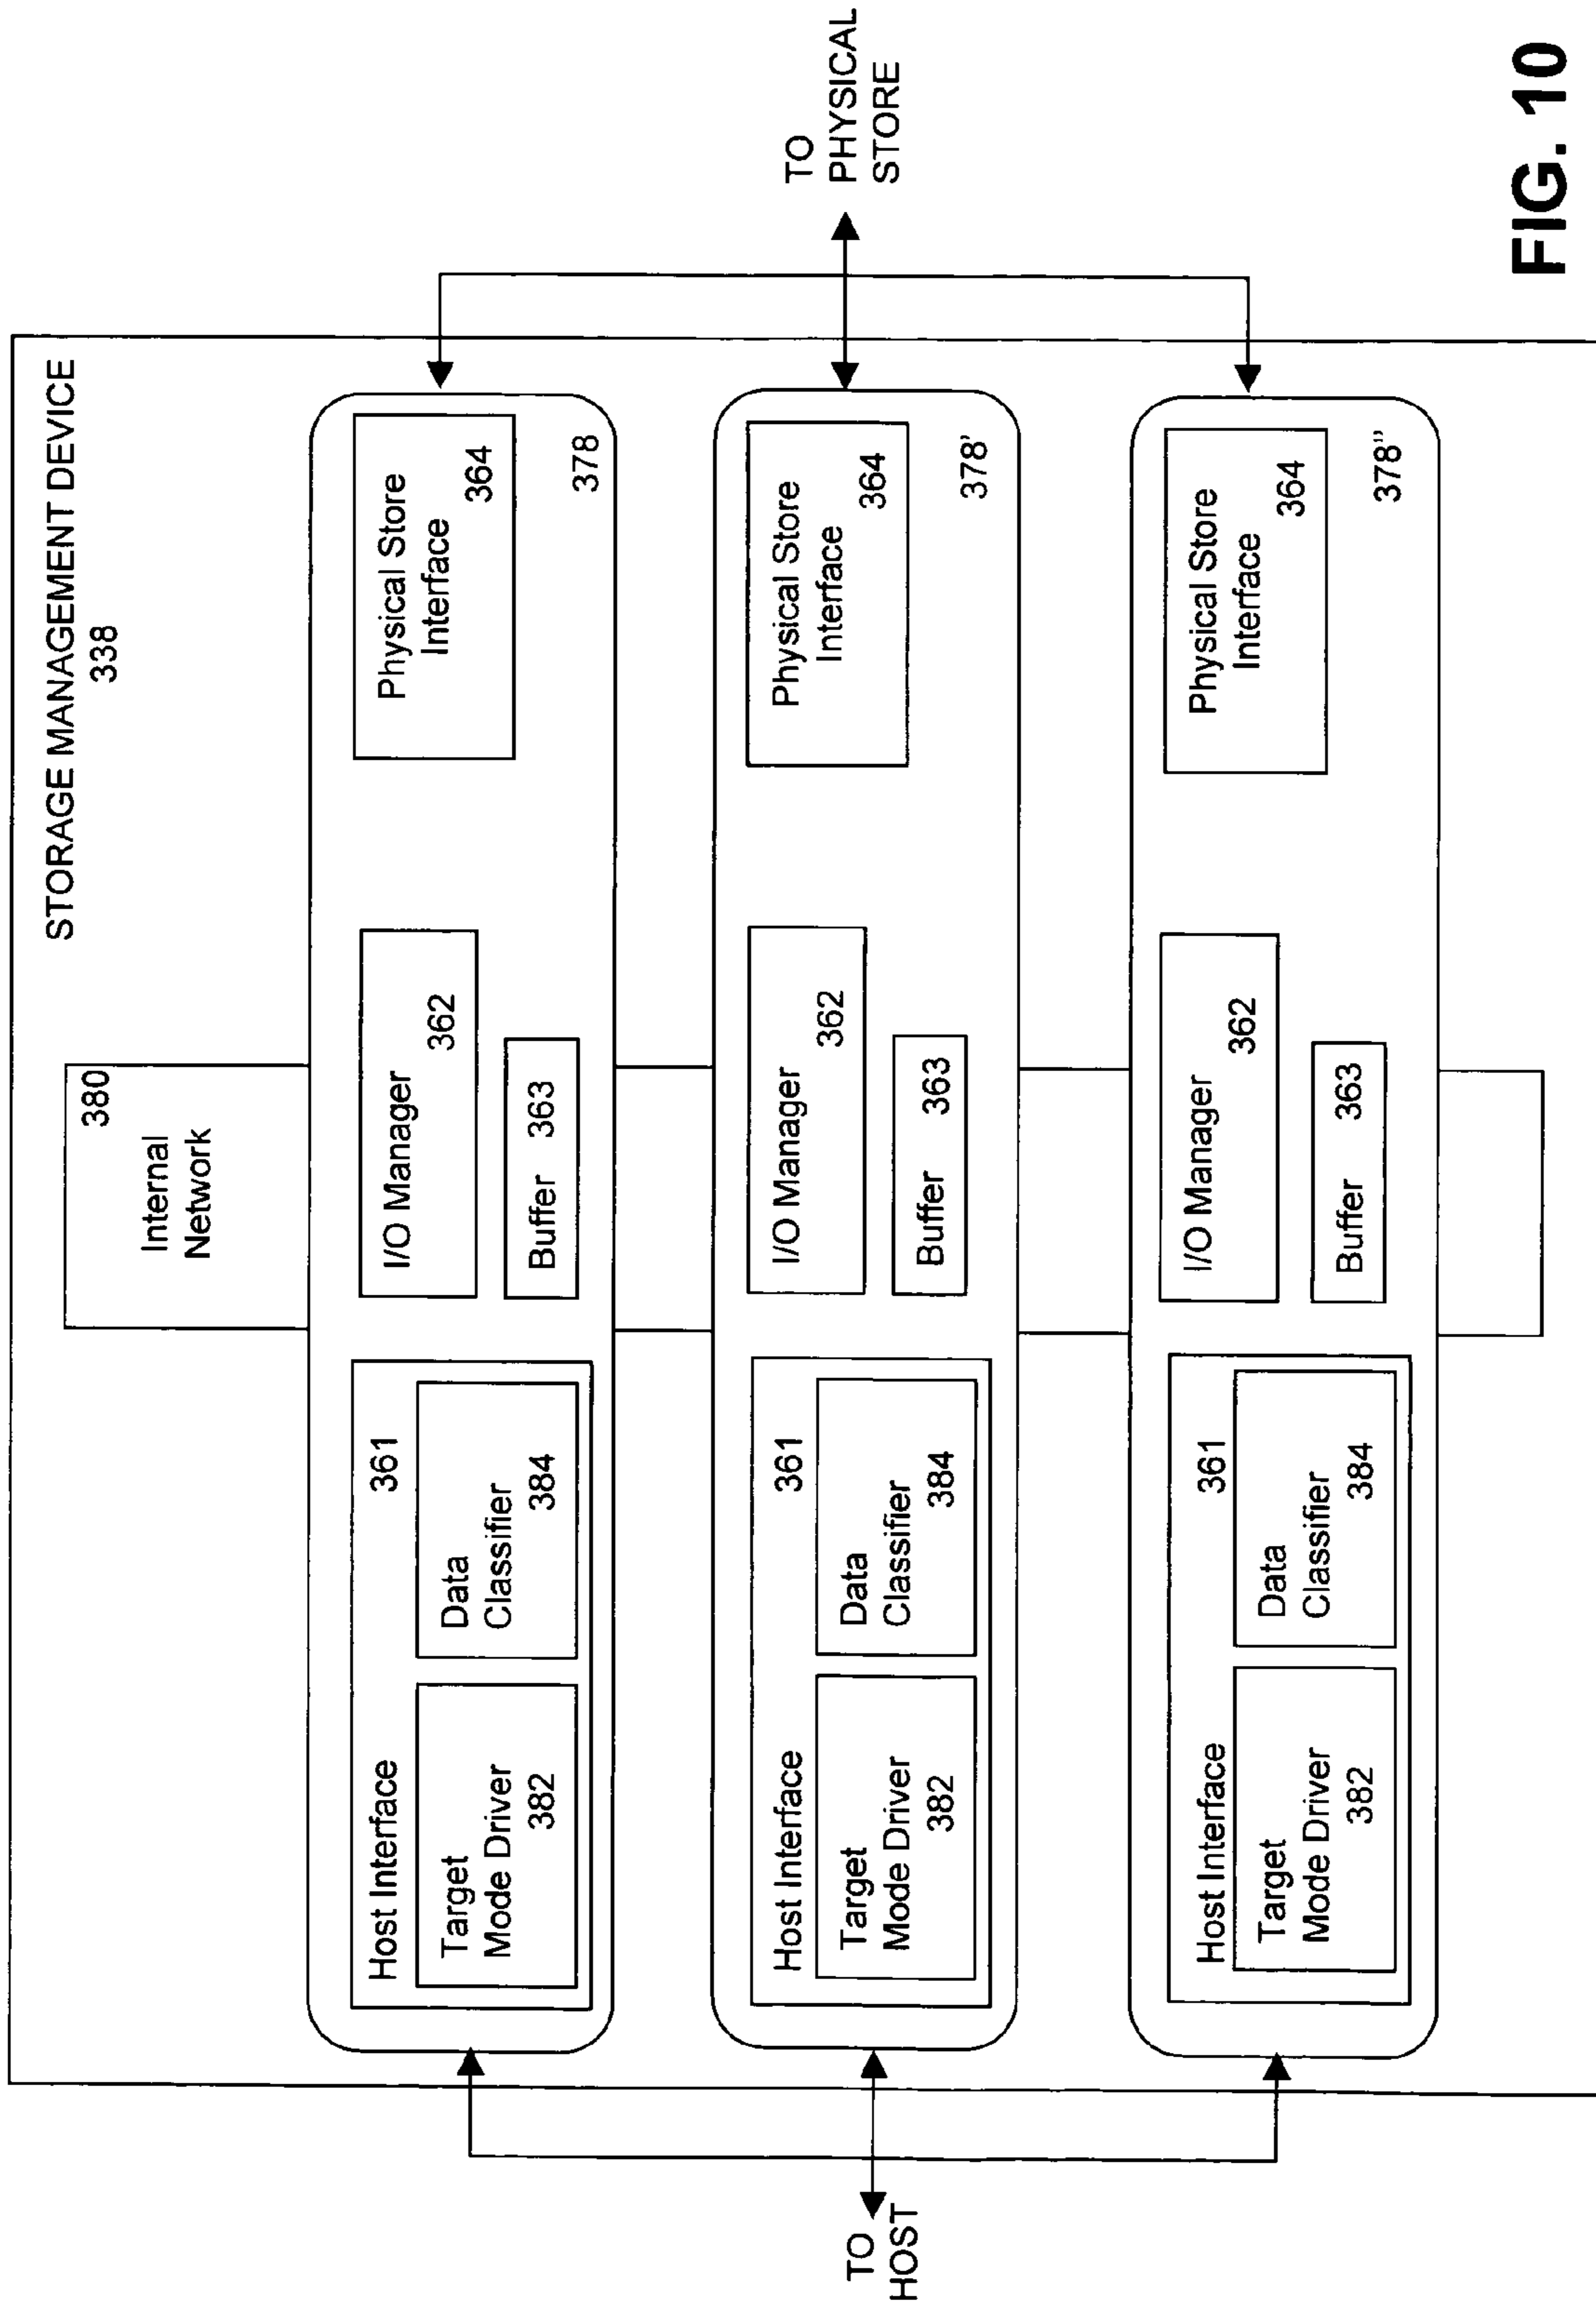 STORAGE MANAGEMENT DEVICE
338
380
Internal
Network
Host Interface
361
Target
Mode Driver
382
Data
Classifier
384
I/O Manager
362
Buffer 363
Physical Store
Interface
364
378
TO
HOST
Host Interface
361
Target
Mode Driver
382
Data
Classifier
384
I/O Manager
362
Buffer 363
Physical Store
Interface
364
378'
TO
PHYSICAL
STORE
Host Interface
361
Target
Mode Driver
382
Data
Classifier
384
I/O Manager
362
Buffer 363
Physical Store
Interface
364
378"
FIG. 10